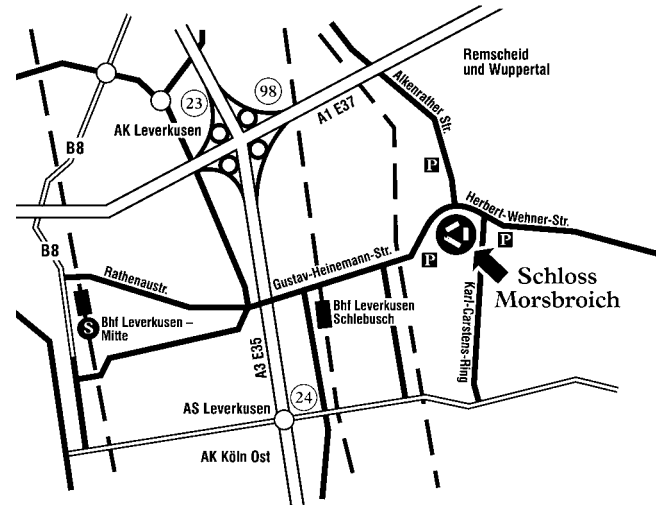 Remscheid
und Wuppertal
98
23
AK Leverkusen
A1 E37
Alkenrather Str.
B8
P
Herbert-Wehner-Str.
B8
P
P
Gustav-Heinemann-Str.
Rathenaustr.
Schloss
Morsbroich
Karl-Carstens-Ring
Bhf Leverkusen
Schlebusch
S
Bhf Leverkusen –
Mitte
A3 E35
24
AS Leverkusen
AK Köln Ost